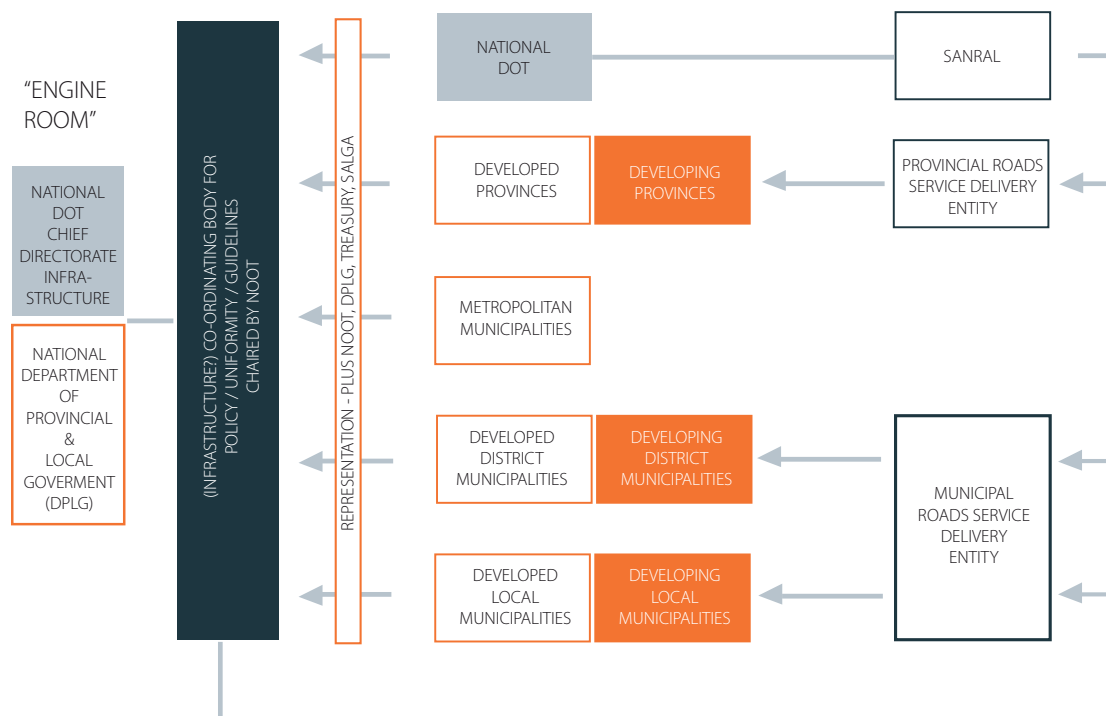 “ENGINE
ROOM”
NATIONAL
DOT
CHIEF
DIRECTORATE
INFRA-
STRUCTURE
NATIONAL
DEPARTMENT
OF
PROVINCIAL
&
LOCAL
GOVERMENT
(DPLG)
(INFRASTRUCTURE?) CO-ORDINATING BODY FOR
POLICY / UNIFORMITY / GUIDELINES
CHAIRED BY NOOT
REPRESENTATION - PLUS NOOT, DPLG, TREASURY, SALGA
NATIONAL
DOT
SANRAL
DEVELOPED
PROVINCES
DEVELOPING
PROVINCES
PROVINCIAL ROADS
SERVICE DELIVERY
ENTITY
METROPOLITAN
MUNICIPALITIES
DEVELOPED
DISTRICT
MUNICIPALITIES
DEVELOPING
DISTRICT
MUNICIPALITIES
MUNICIPAL
ROADS SERVICE
DELIVERY
ENTITY
DEVELOPED
LOCAL
MUNICIPALITIES
DEVELOPING
LOCAL
MUNICIPALITIES